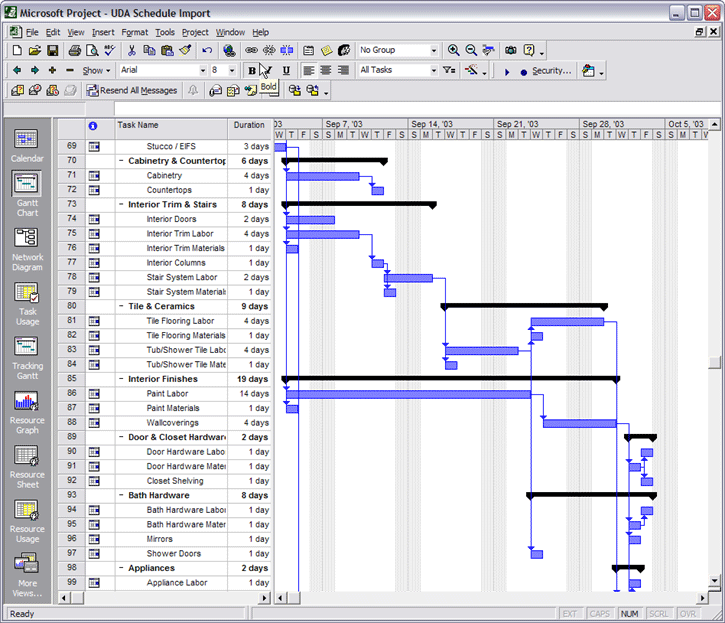 Microsoft Project - UDA Schedule Import
File Edit View Insert Format Tools Project Window Help
No Group
Show Arial 8 B I U All Tasks Security...
Resend All Messages
Bold
Task Name Duration 03 Sep 7, '03 Sep 14, '03 Sep 21, '03 Sep 28, '03 Oct 5, '03
W T F S S M T W T F S S M T W T F S S M T W T F S S M T W T F S S M T W
69 Stucco / EIFS 3 days
70 − Cabinetry & Countertop 6 days
71 Cabinetry 4 days
72 Countertops 1 day
73 − Interior Trim & Stairs 8 days
74 Interior Doors 2 days
75 Interior Trim Labor 4 days
76 Interior Trim Materials 1 day
77 Interior Columns 1 day
78 Stair System Labor 2 days
79 Stair System Material 1 day
80 − Tile & Ceramics 9 days
81 Tile Flooring Labor 4 days
82 Tile Flooring Materials 1 day
83 Tub/Shower Tile Labo 4 days
84 Tub/Shower Tile Mate 1 day
85 − Interior Finishes 19 days
86 Paint Labor 14 days
87 Paint Materials 1 day
88 Wallcoverings 4 days
89 − Door & Closet Hardware 2 days
90 Door Hardware Labo 1 day
91 Door Hardware Mater 1 day
92 Closet Shelving 1 day
93 − Bath Hardware 8 days
94 Bath Hardware Labor 1 day
95 Bath Hardware Mater 1 day
96 Mirrors 1 day
97 Shower Doors 1 day
98 − Appliances 2 days
99 Appliance Labor 1 day
Calendar
Gantt
Chart
Network
Diagram
Task
Usage
Tracking
Gantt
Resource
Graph
Resource
Sheet
Resource
Usage
More
Views...
Ready EXT CAPS NUM SCRL OVR